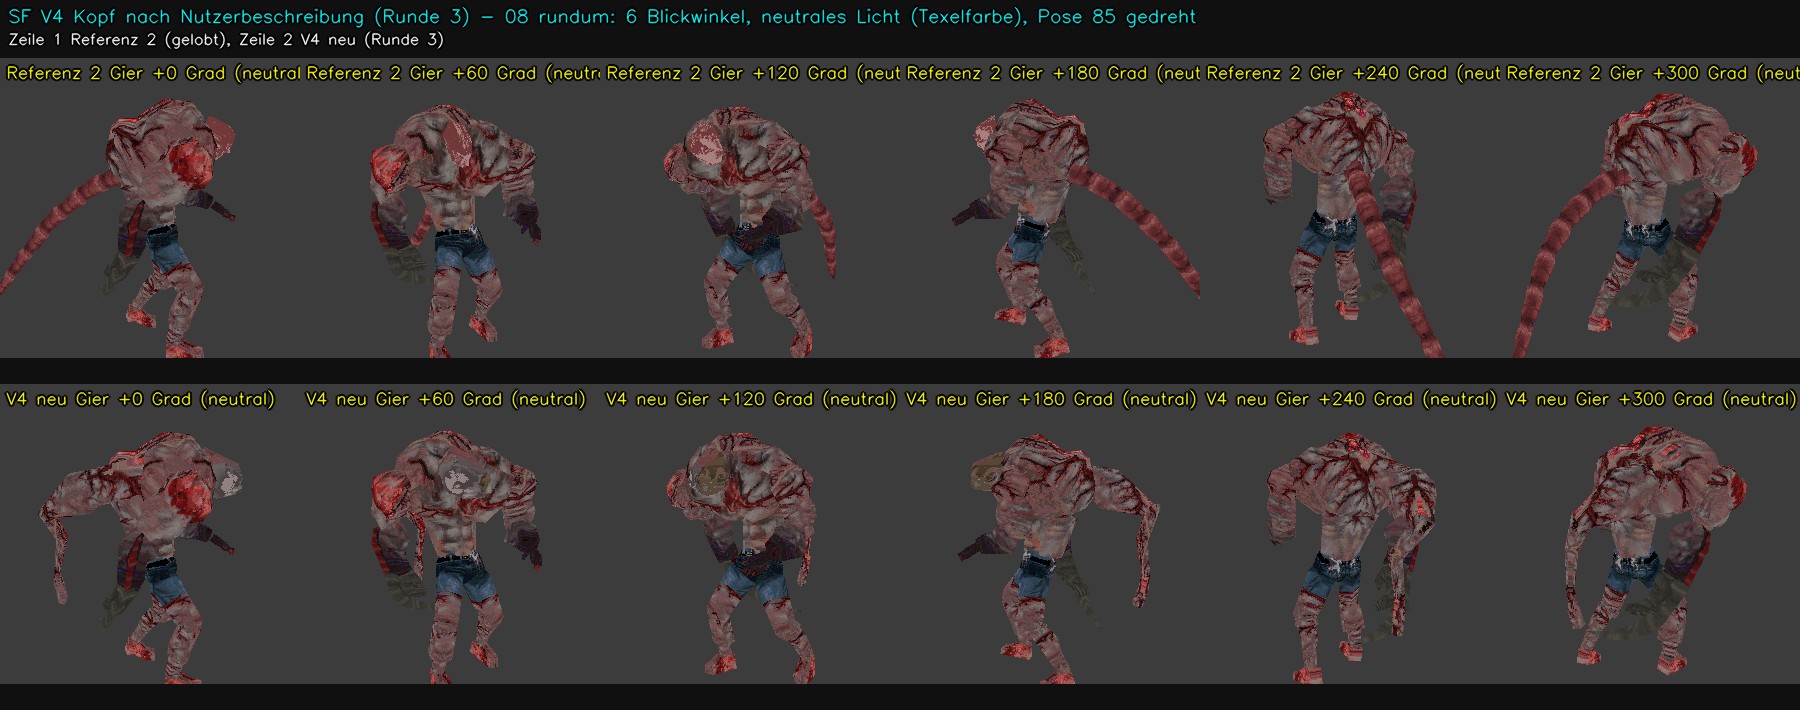 SF V4 Kopf nach Nutzerbeschreibung (Runde 3) – 08 rundum: 6 Blickwinkel, neutrales Licht (Texelfarbe), Pose 85 gedreht
Zeile 1 Referenz 2 (gelobt), Zeile 2 V4 neu (Runde 3)
Referenz 2 Gier +0 Grad (neutral Referenz 2 Gier +60 Grad (neutr Referenz 2 Gier +120 Grad (neut Referenz 2 Gier +180 Grad (neut Referenz 2 Gier +240 Grad (neut Referenz 2 Gier +300 Grad (neut
V4 neu Gier +0 Grad (neutral) V4 neu Gier +60 Grad (neutral) V4 neu Gier +120 Grad (neutral) V4 neu Gier +180 Grad (neutral) V4 neu Gier +240 Grad (neutral) V4 neu Gier +300 Grad (neutral)